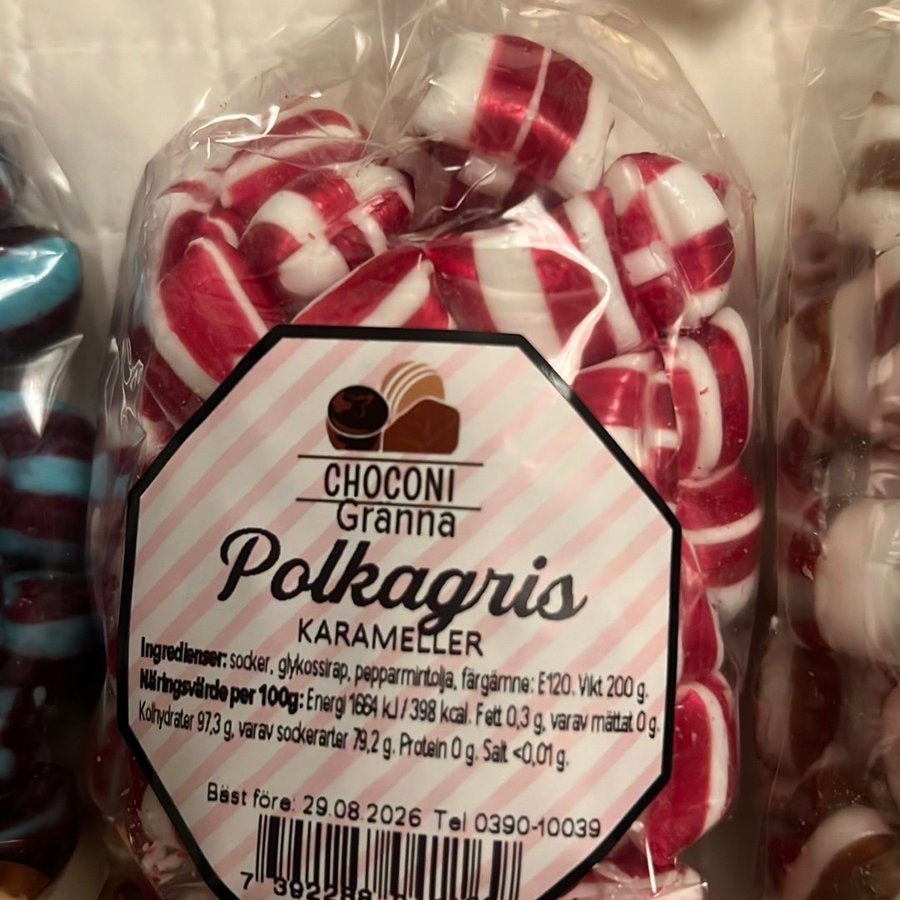 CHOCONI
Granna
Polkagris
KARAMELLER
Ingredienser: socker, glykossirap, pepparmintolja, färgämne: E120. Vikt 200 g.
Näringsvärde per 100g: Energi 1664 kJ / 398 kcal. Fett 0,3 g, varav mättat 0 g.
Kolhydrater 97,3 g, varav sockerarter 79,2 g. Protein 0 g. Salt <0,01 g.
Bäst före: 29.08.2026 Tel 0390-10039
7